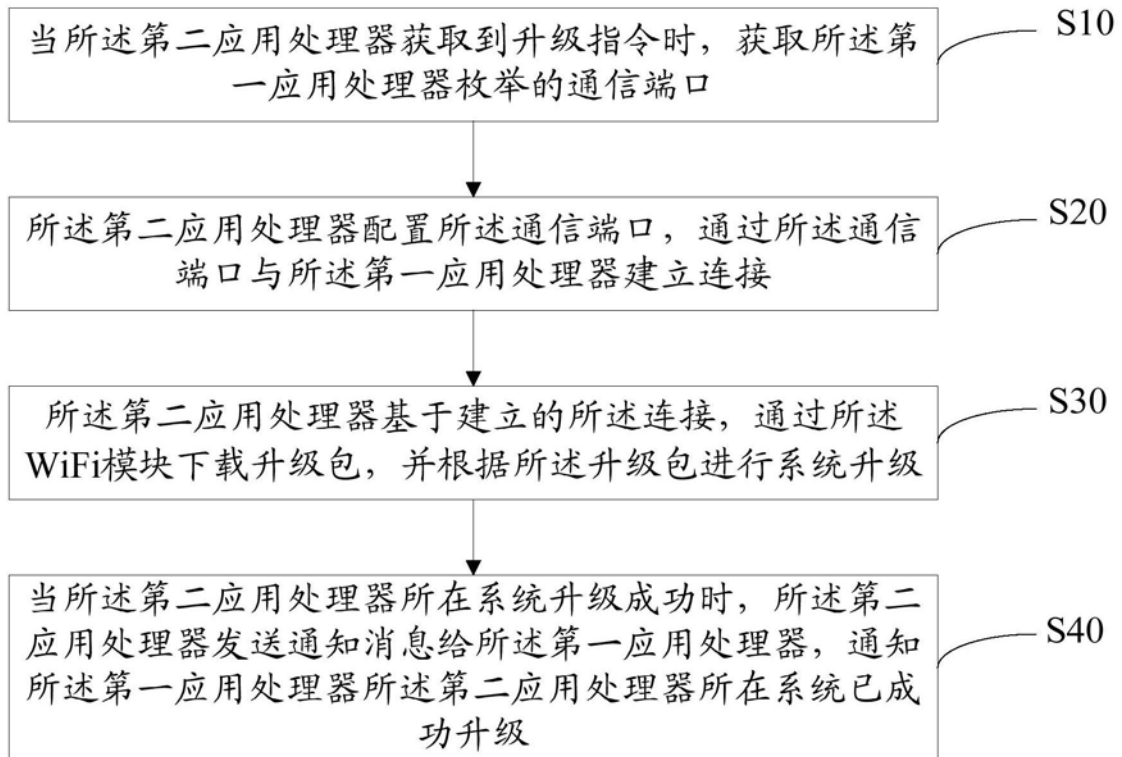 当所述第二应用处理器获取到升级指令时，获取所述第
一应用处理器枚举的通信端口
S10
所述第二应用处理器配置所述通信端口，通过所述通信
端口与所述第一应用处理器建立连接
S20
所述第二应用处理器基于建立的所述连接，通过所述
WiFi模块下载升级包，并根据所述升级包进行系统升级
S30
当所述第二应用处理器所在系统升级成功时，所述第二
应用处理器发送通知消息给所述第一应用处理器，通知
所述第一应用处理器所述第二应用处理器所在系统已成
功升级
S40